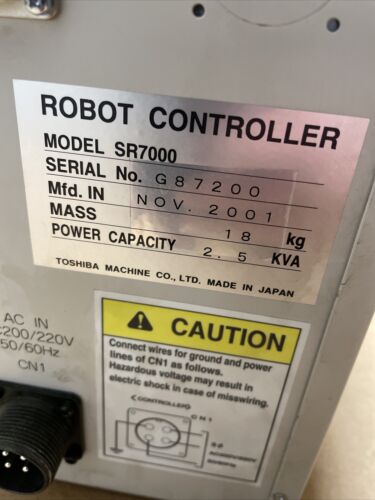 ROBOT CONTROLLER
MODEL SR7000
SERIAL No. G87200
Mfd. IN NOV. 2001
MASS 18 kg
POWER CAPACITY 2.5 KVA
TOSHIBA MACHINE CO., LTD. MADE IN JAPAN
AC IN
200/220V
50/60Hz
CN1
CAUTION
Connect wires for ground and power
lines of CN1 as follows.
Hazardous voltage may result in
electric shock in case of miswiring.
CONTROLLER
CN1